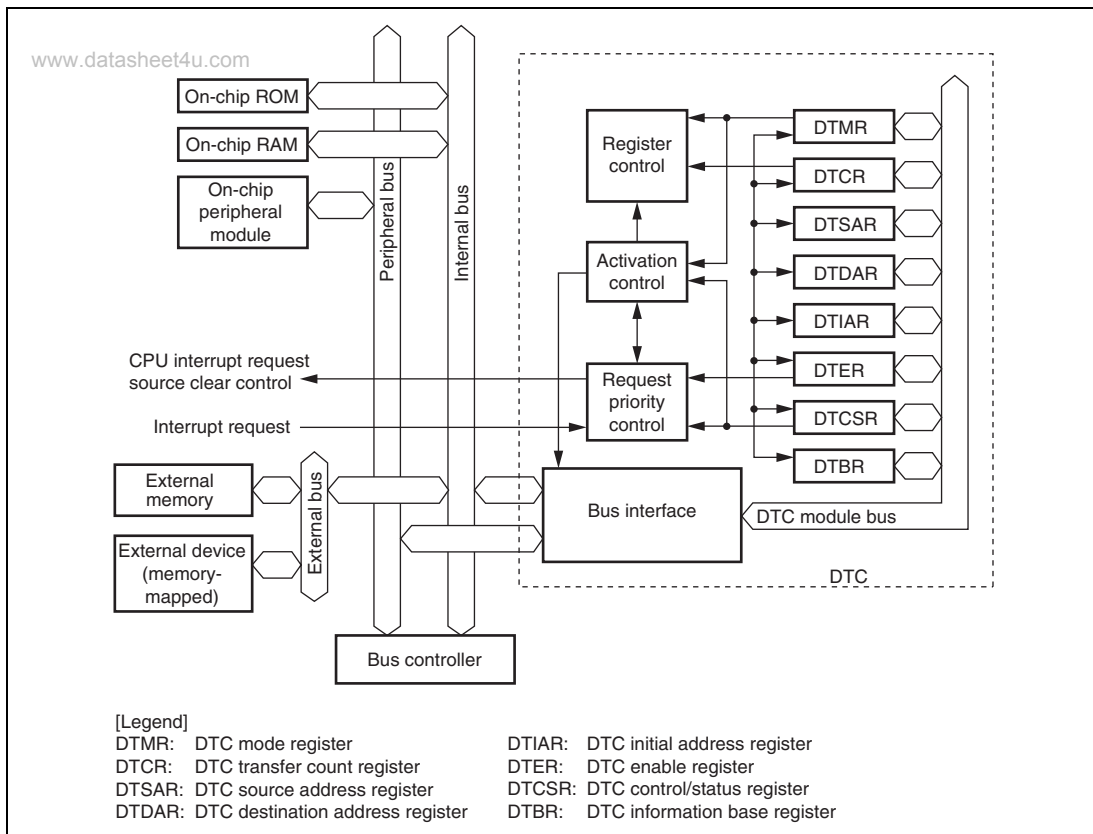 www.datasheet4u.com
On-chip ROM
On-chip RAM
On-chip
peripheral
module
Peripheral bus
Internal bus
Register
control
Activation
control
Request
priority
control
DTMR
DTCR
DTSAR
DTDAR
DTIAR
DTER
DTCSR
DTBR
CPU interrupt request
source clear control
Interrupt request
External
memory
External device
(memory-
mapped)
External bus
Bus interface
DTC module bus
DTC
Bus controller
[Legend]
DTMR: DTC mode register
DTCR: DTC transfer count register
DTSAR: DTC source address register
DTDAR: DTC destination address register
DTIAR: DTC initial address register
DTER: DTC enable register
DTCSR: DTC control/status register
DTBR: DTC information base register